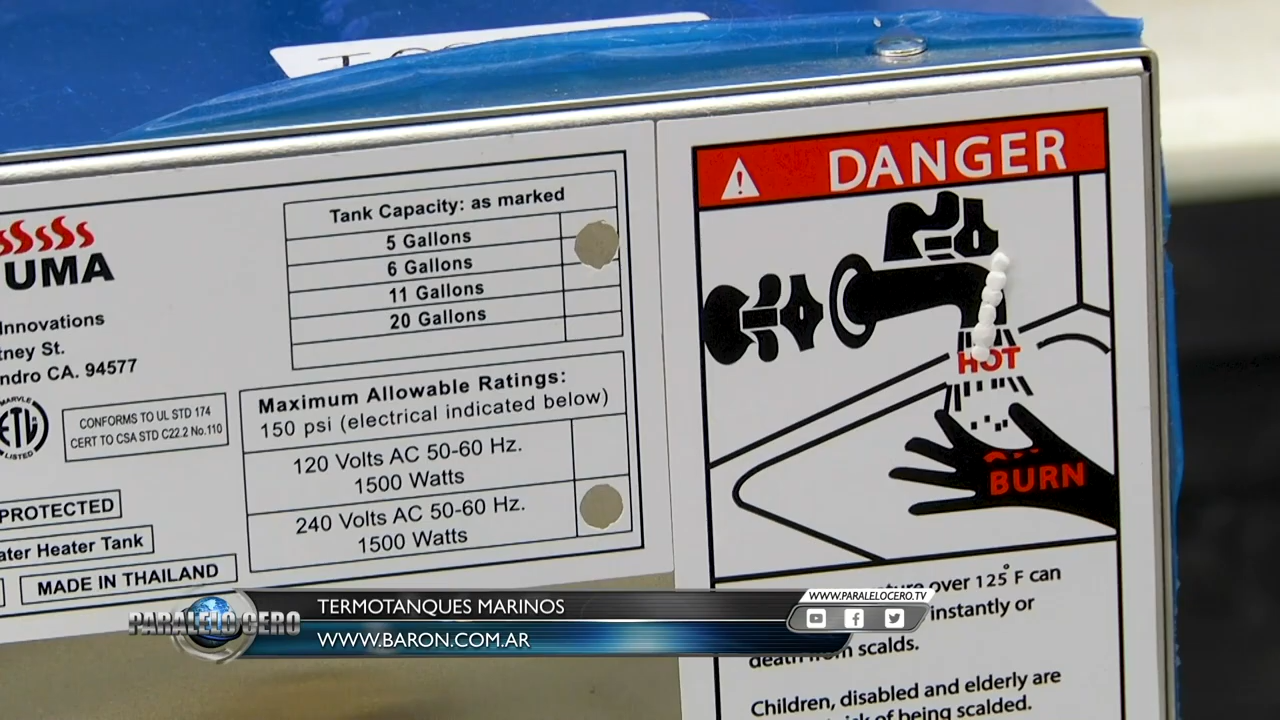 UMA
Innovations
tney St.
ndro CA. 94577
MARVLE
ETL
LISTED
CONFORMS TO UL STD 174
CERT TO CSA STD C22.2 No.110
PROTECTED
ater Heater Tank
MADE IN THAILAND
Tank Capacity: as marked
5 Gallons
6 Gallons
11 Gallons
20 Gallons
Maximum Allowable Ratings:
150 psi (electrical indicated below)
120 Volts AC 50-60 Hz.
1500 Watts
240 Volts AC 50-60 Hz.
1500 Watts
DANGER
HOT
BURN
over 125° F can
instantly or
death from scalds.
Children, disabled and elderly are
risk of being scalded.
PARALELO CERO
TERMOTANQUES MARINOS
WWW.BARON.COM.AR
WWW.PARALELOCERO.TV